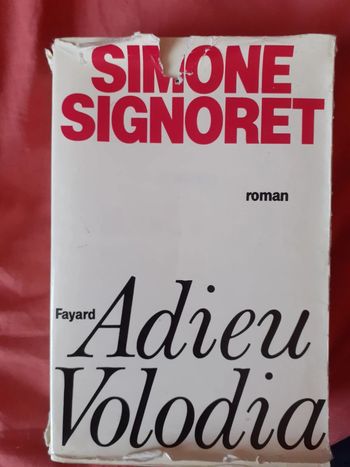 SIMONE
SIGNORET
roman
Fayard Adieu
Volodia